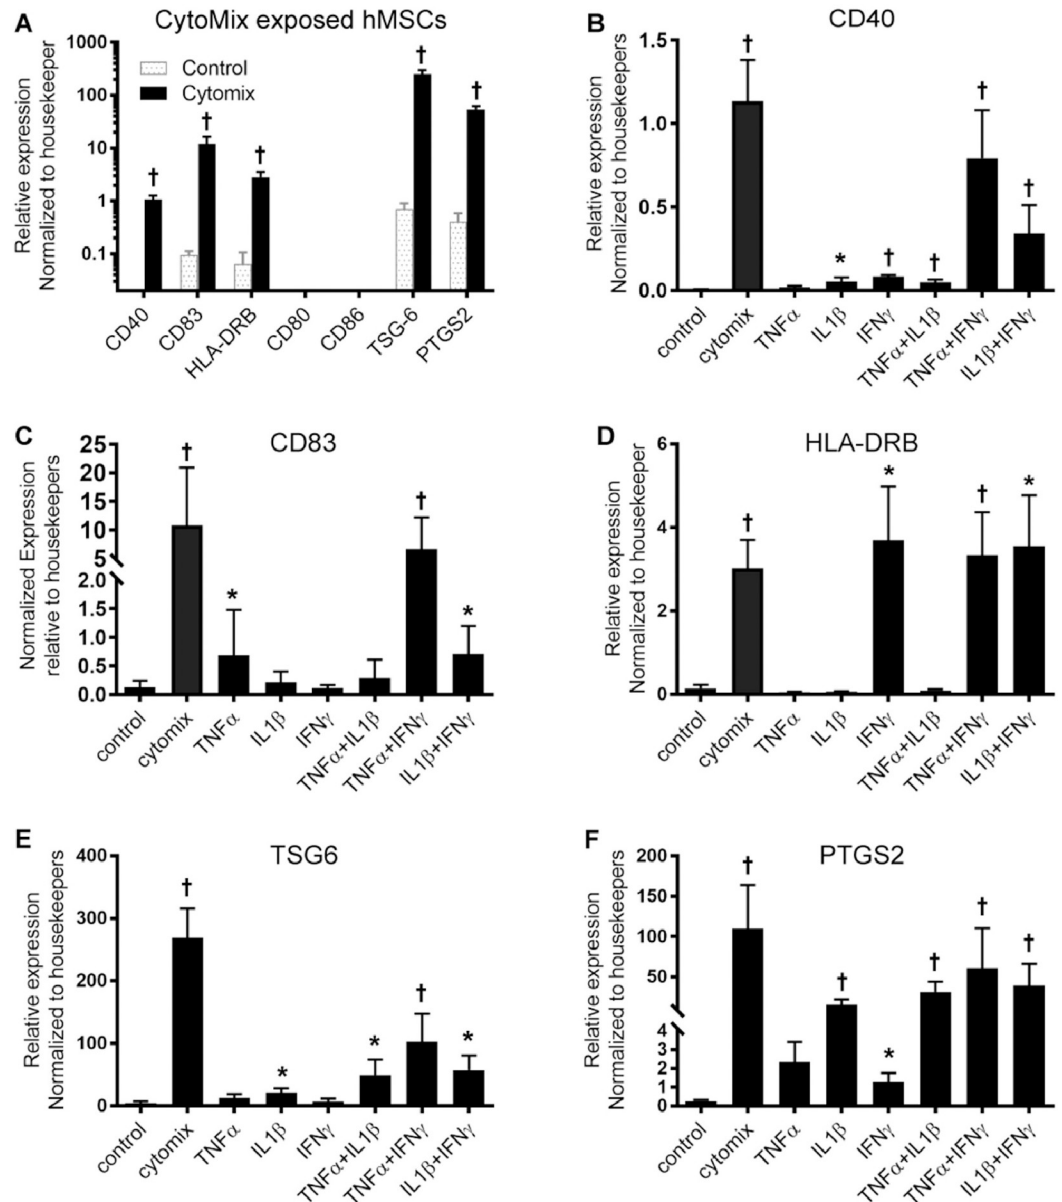 A
CytoMix exposed hMSCs
Relative expression
Normalized to housekeepers
1000
100
10
1
0.1
Control
Cytomix
†
†
†
†
†
CD40
CD83
HLA-DRB
CD80
CD86
TSG-6
PTGS2
B
CD40
Relative expression
Normalized to housekeepers
1.5
1.0
0.5
0.0
†
*
†
†
†
†
control
cytomix
TNFα
IL1β
IFNγ
TNFα+IL1β
TNFα+IFNγ
IL1β+IFNγ
C
CD83
Normalized Expression
relative to housekeepers
25
20
15
10
5
2.0
1.5
1.0
0.5
0.0
†
*
†
*
control
cytomix
TNFα
IL1β
IFNγ
TNFα+IL1β
TNFα+IFNγ
IL1β+IFNγ
D
HLA-DRB
Relative expression
Normalized to housekeeper
6
4
2
0
†
*
†
*
control
cytomix
TNFα
IL1β
IFNγ
TNFα+IL1β
TNFα+IFNγ
IL1β+IFNγ
E
TSG6
Relative expression
Normalized to housekeepers
400
300
200
100
0
†
*
*
†
*
control
cytomix
TNFα
IL1β
IFNγ
TNFα+IL1β
TNFα+IFNγ
IL1β+IFNγ
F
PTGS2
Relative expression
Normalized to housekeepers
200
150
100
50
4
3
2
1
0
†
†
*
†
†
†
control
cytomix
TNFα
IL1β
IFNγ
TNFα+IL1β
TNFα+IFNγ
IL1β+IFNγ